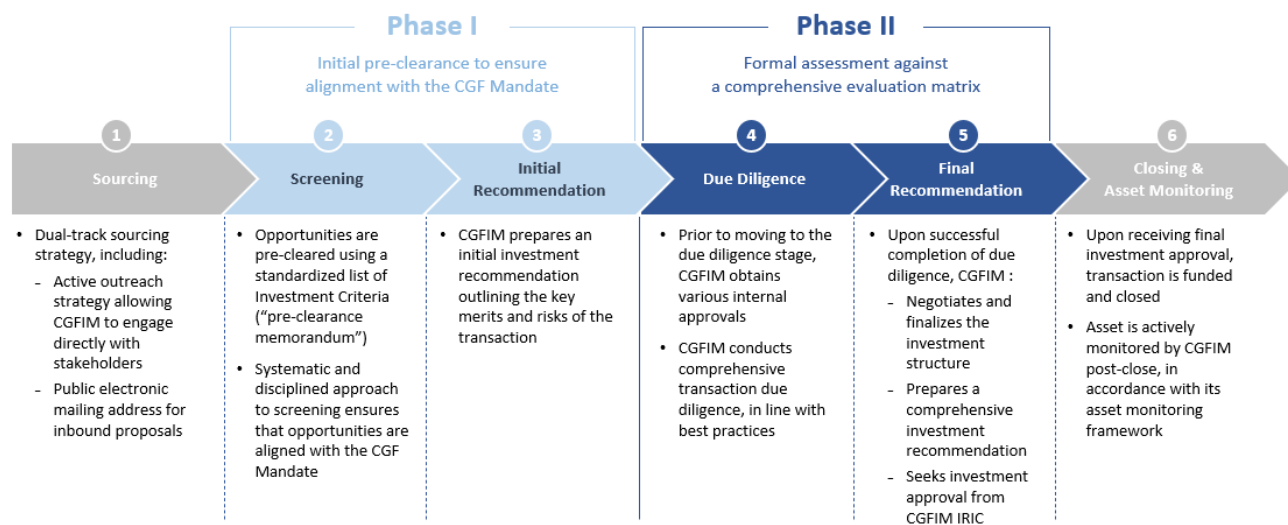 Phase I
Initial pre-clearance to ensure
alignment with the CGF Mandate
Phase II
Formal assessment against
a comprehensive evaluation matrix
1
Sourcing
2
Screening
3
Initial
Recommendation
4
Due Diligence
5
Final
Recommendation
6
Closing &
Asset Monitoring
• Dual-track sourcing
strategy, including:
- Active outreach
strategy allowing
CGFIM to engage
directly with
stakeholders
- Public electronic
mailing address for
inbound proposals
• Opportunities are
pre-cleared using a
standardized list of
Investment Criteria
(“pre-clearance
memorandum”)
• Systematic and
disciplined approach
to screening ensures
that opportunities are
aligned with the CGF
Mandate
• CGFIM prepares an
initial investment
recommendation
outlining the key
merits and risks of the
transaction
• Prior to moving to the
due diligence stage,
CGFIM obtains
various internal
approvals
• CGFIM conducts
comprehensive
transaction due
diligence, in line with
best practices
• Upon successful
completion of due
diligence, CGFIM :
- Negotiates and
finalizes the
investment
structure
- Prepares a
comprehensive
investment
recommendation
- Seeks investment
approval from
CGFIM IRIC
• Upon receiving final
investment approval,
transaction is funded
and closed
• Asset is actively
monitored by CGFIM
post-close, in
accordance with its
asset monitoring
framework